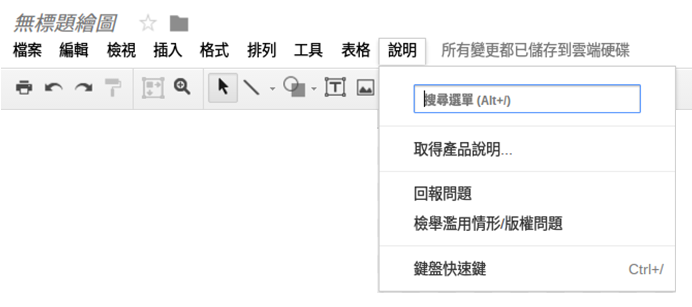 無標題繪圖
檔案 編輯 檢視 插入 格式 排列 工具 表格 說明 所有變更都已儲存到雲端硬碟
T
搜尋選單 (Alt+/)
取得產品說明...
回報問題
檢舉濫用情形/版權問題
鍵盤快速鍵 Ctrl+/